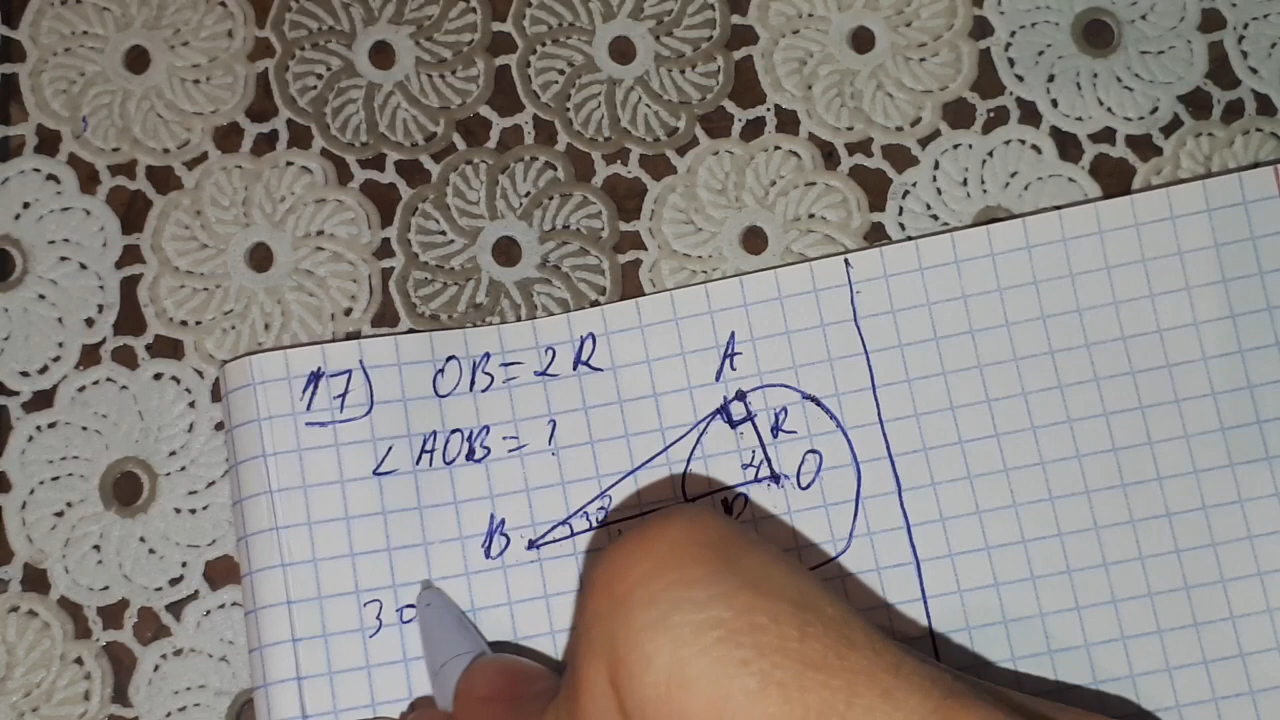 17) OB = 2R
∠AOB = ?
A
R
O
B
30
30